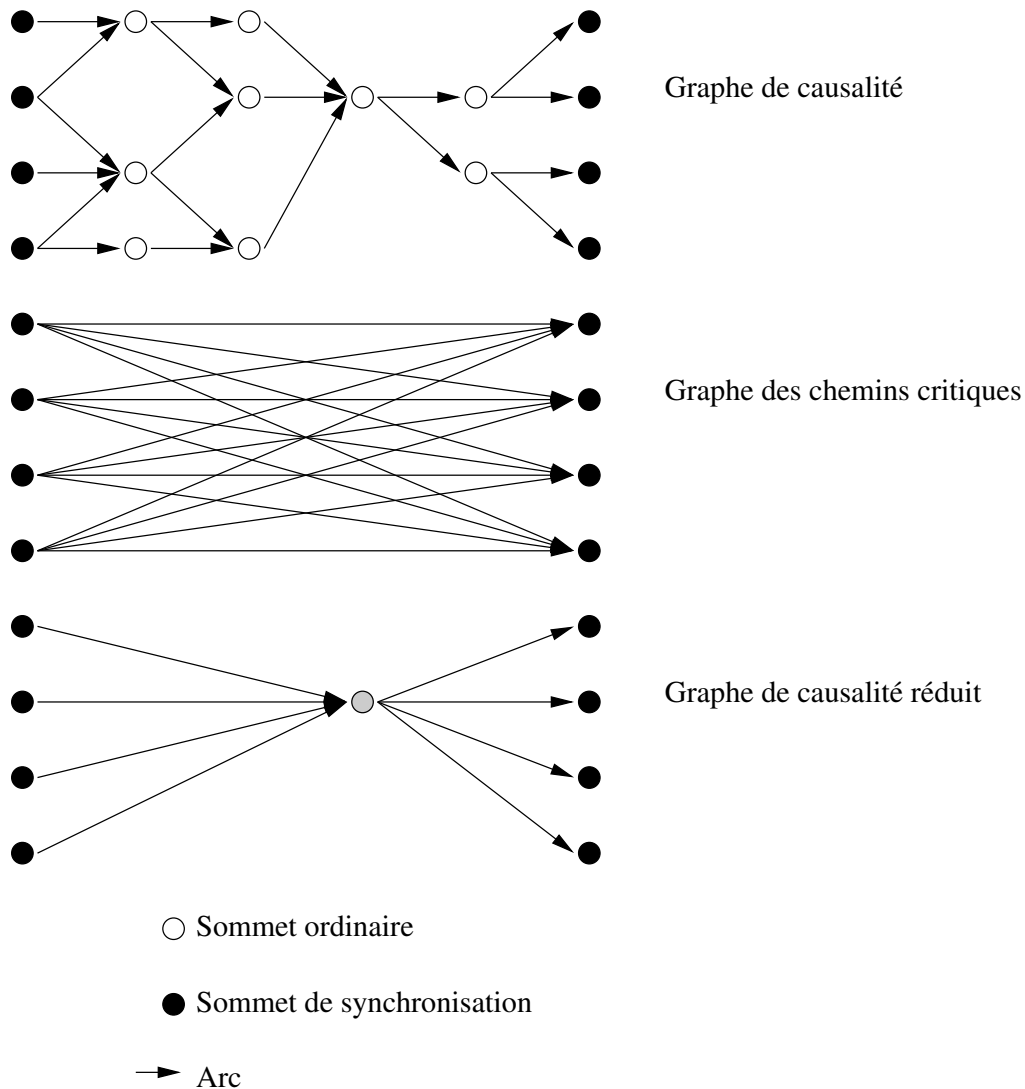 Graphe de causalité
Graphe des chemins critiques
Graphe de causalité réduit
Sommet ordinaire
Sommet de synchronisation
Arc